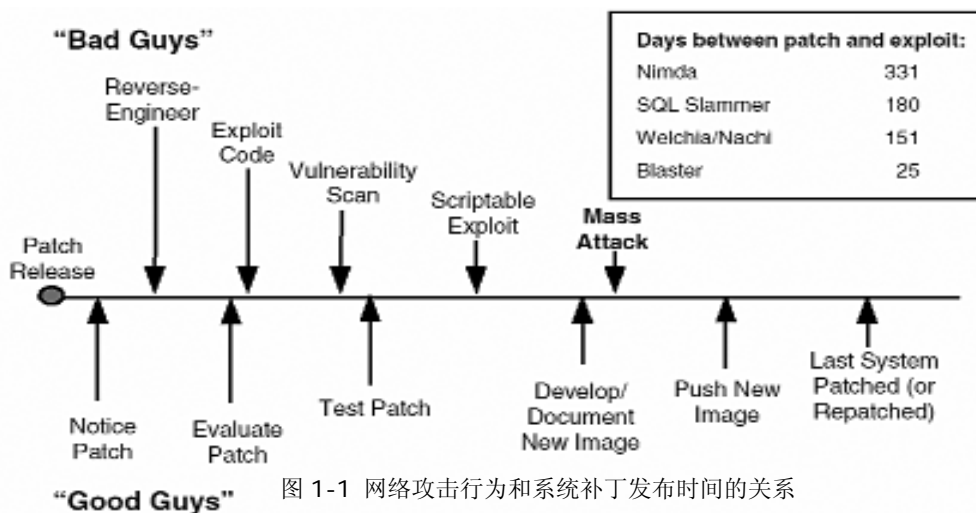 "Bad Guys"
Reverse-
Engineer
Exploit
Code
Vulnerability
Scan
Scriptable
Exploit
Mass
Attack
Patch
Release
Days between patch and exploit:
Nimda 331
SQL Slammer 180
Welchia/Nachi 151
Blaster 25
Notice
Patch
Evaluate
Patch
Test Patch
Develop/
Document
New Image
Push New
Image
Last System
Patched (or
Repatched)
"Good Guys"
图 1-1 网络攻击行为和系统补丁发布时间的关系